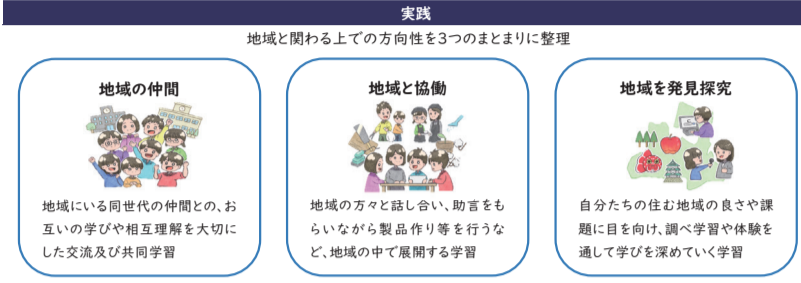 実践
地域と関わる上での方向性を3つのまとまりに整理
地域の仲間
地域にいる同世代の仲間との、お
互いの学びや相互理解を大切に
した交流及び共同学習
地域と協働
地域の方々と話し合い、助言をも
らいながら製品作り等を行うな
ど、地域の中で展開する学習
地域を発見探究
自分たちの住む地域の良さや課
題に目を向け、調べ学習や体験を
通して学びを深めていく学習